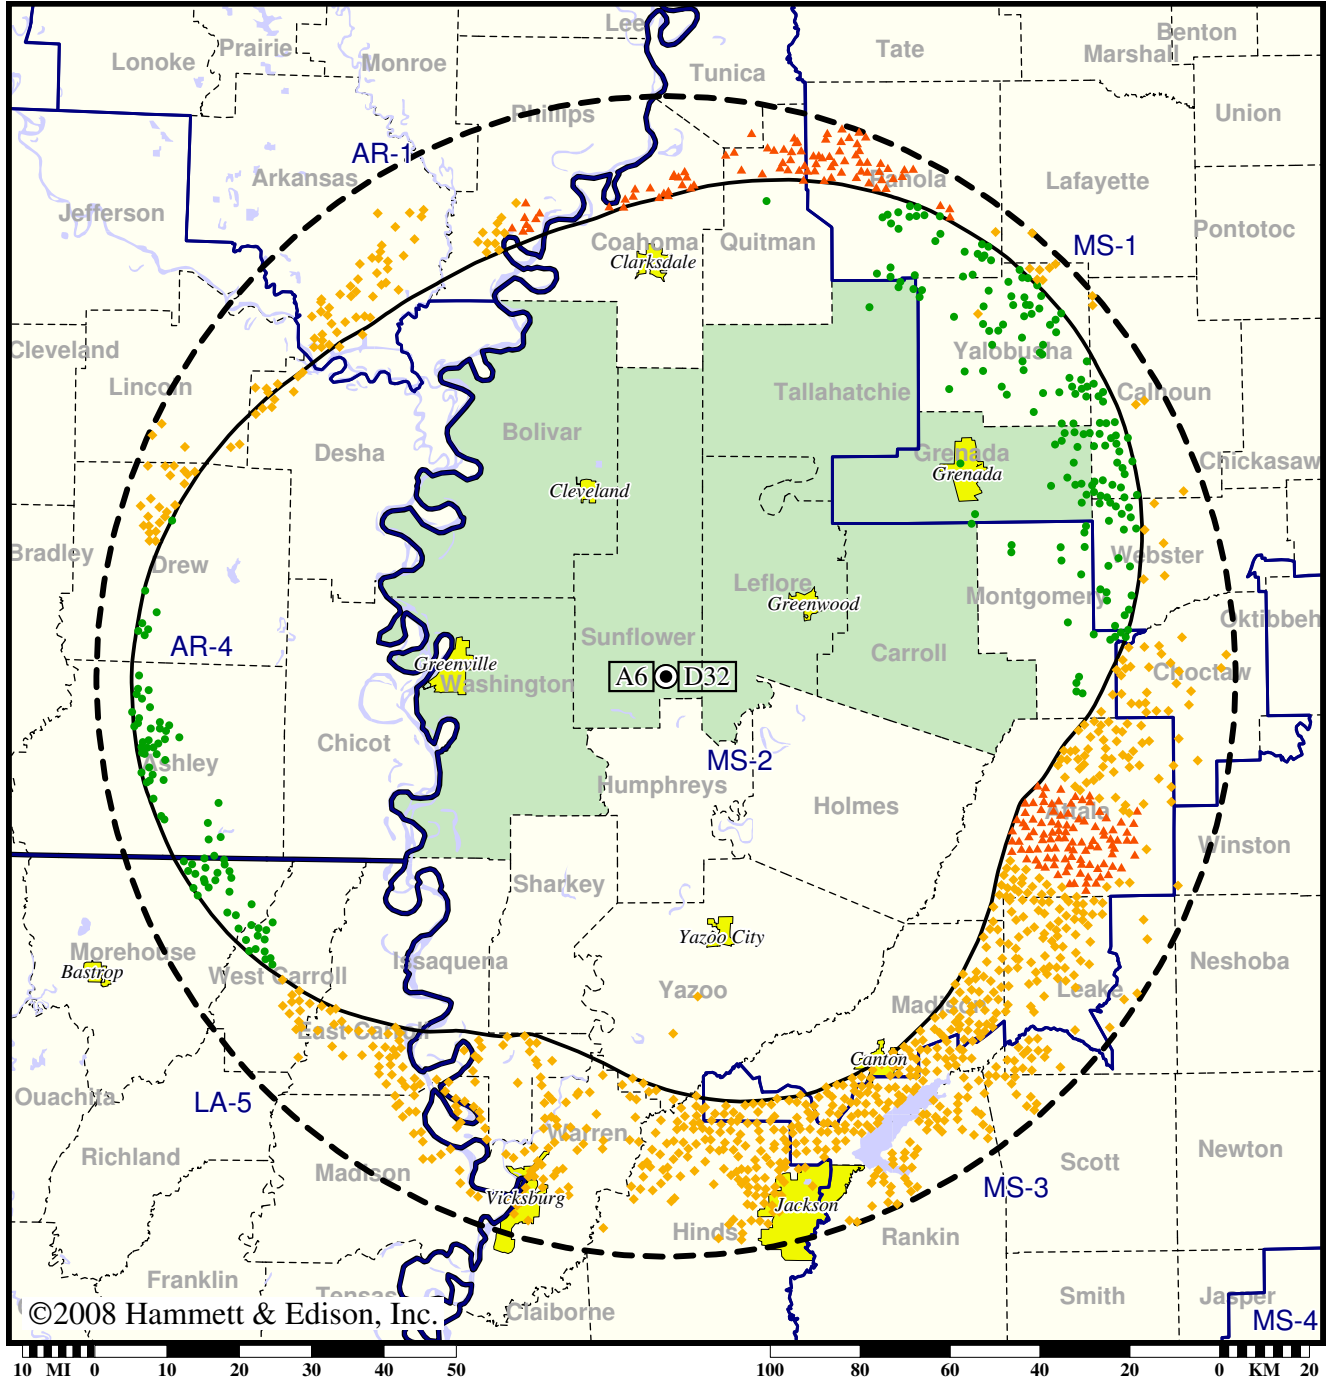 Lee
Benton
Prairie
Tate
Marshall
Lonoke
Monroe
Tunica
Phillips
Union
AR-1
Arkansas
Panola
Lafayette
Jefferson
Pontotoc
Coahoma
Quitman
MS-1
Clarksdale
Cleveland
Yalobusha
Lincoln
Tallahatchie
Calhoun
Bolivar
Desha
Grenada
Chickasaw
Grenada
Cleveland
Bradley
Drew
Webster
Leflore
Montgomery
Greenwood
Oktibbeh
Sunflower
AR-4
Carroll
Greenville
Choctaw
A6
D32
Washington
Chicot
MS-2
Ashley
Humphreys
Holmes
Attala
Winston
Sharkey
Yazoo City
Morehouse
Issaquena
Neshoba
Bastrop
West Carroll
Yazoo
Leake
Madison
East Carroll
Canton
Ouachita
LA-5
Warren
Newton
Richland
Scott
Madison
MS-3
Vicksburg
Jackson
Hinds
Rankin
Franklin
Tensas
Smith
Jasper
©2008 Hammett & Edison, Inc.
Claiborne
MS-4
10 MI 0 10 20 30 40 50
100 80 60 40 20 0 KM 20